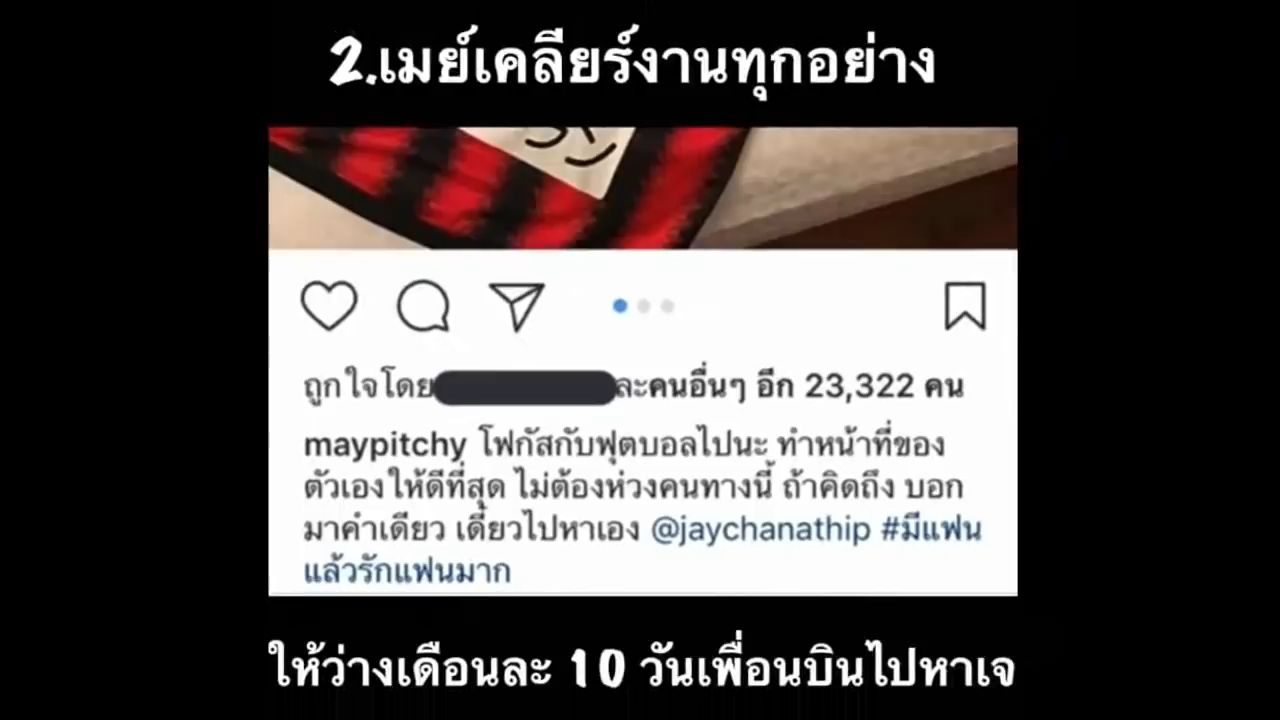 2.เมย์เคลียร์งานทุกอย่าง
ถูกใจโดย ละคนอื่นๆ อีก 23,322 คน
maypitchy โฟกัสกับฟุตบอลไปนะ ทำหน้าที่ของ
ตัวเองให้ดีที่สุด ไม่ต้องห่วงคนทางนี้ ถ้าคิดถึง บอก
มาคำเดียว เดี๋ยวไปหาเอง @jaychanathip #มีแฟน
แล้วรักแฟนมาก
ให้ว่างเดือนละ 10 วันเพื่อนบินไปหาเจ